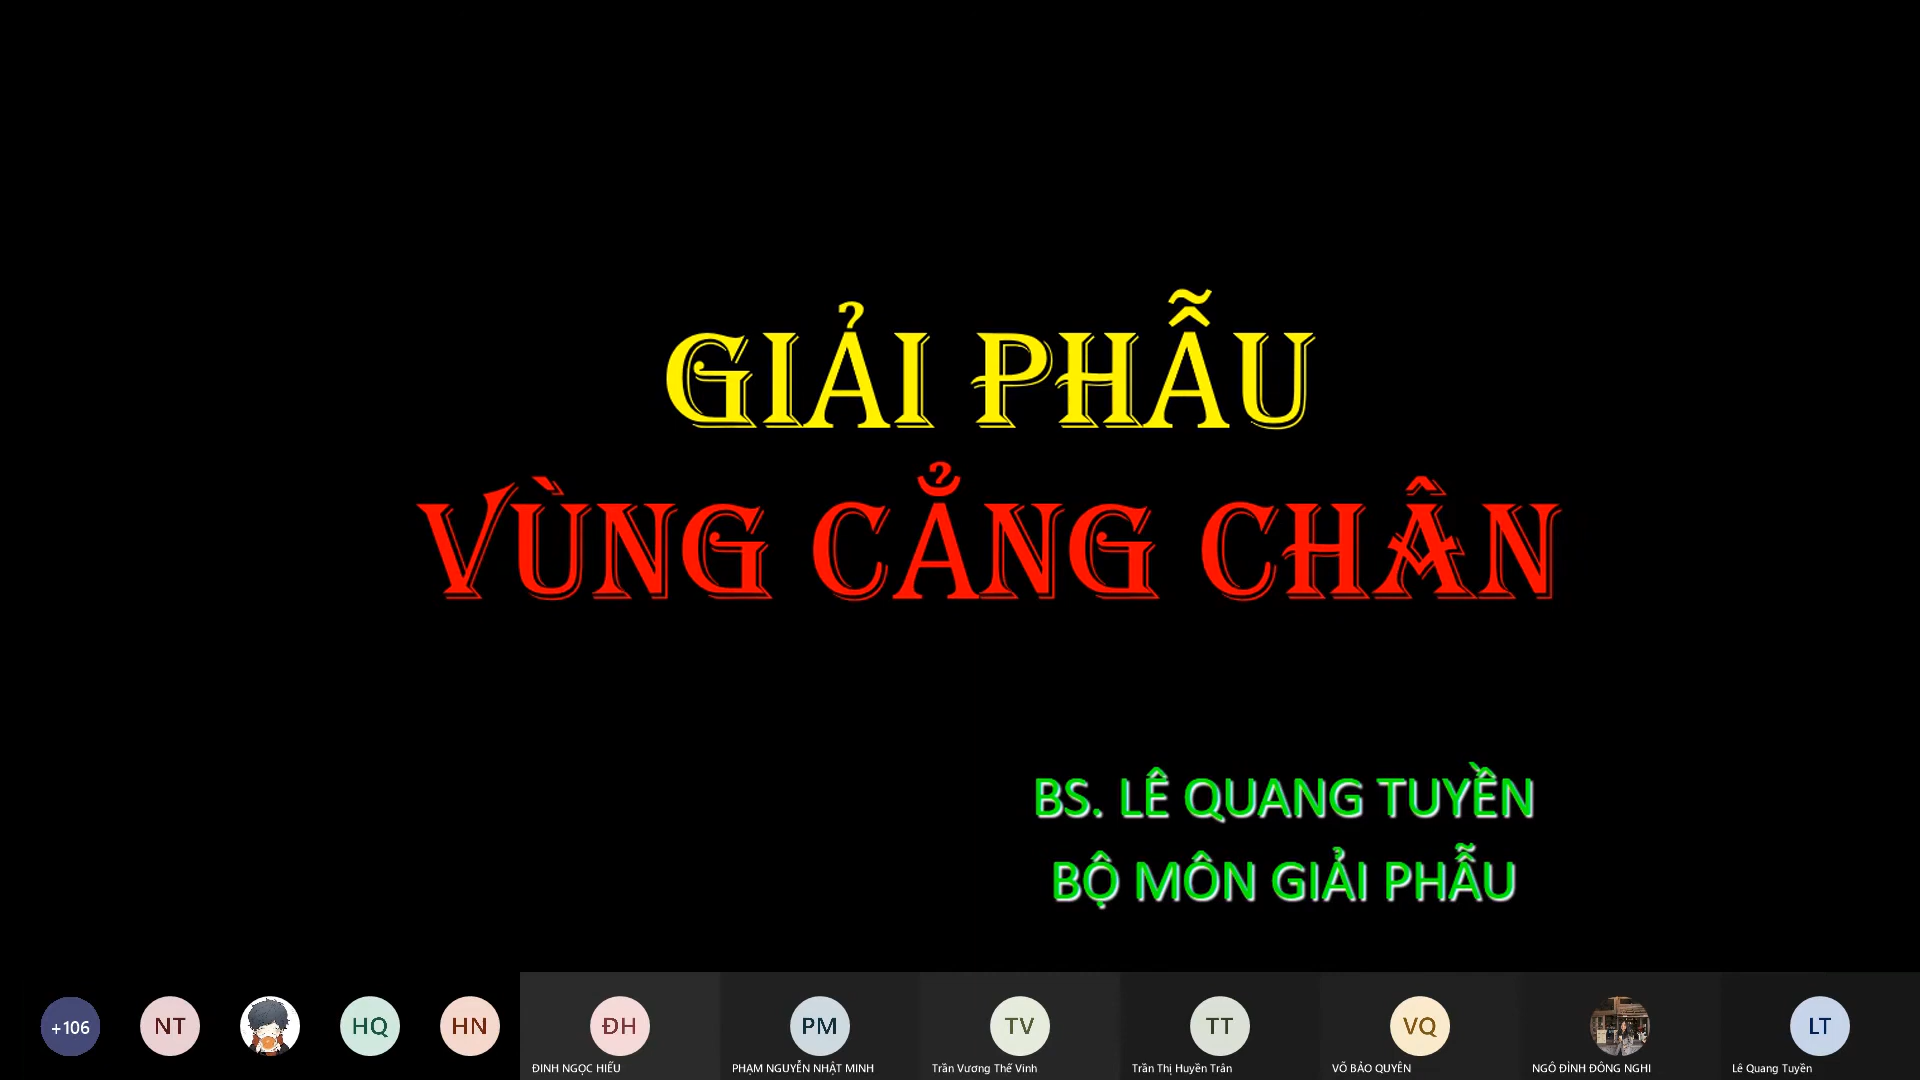 GIẢI PHẪU
VÙNG CẲNG CHÂN
BS. LÊ QUANG TUYỀN
BỘ MÔN GIẢI PHẪU
+106
NT
HQ
HN
ĐH
PM
TV
TT
VQ
LT
ĐINH NGỌC HIẾU
PHẠM NGUYỄN NHẬT MINH
Trần Vương Thế Vinh
Trần Thị Huyền Trân
VÕ BẢO QUYÊN
NGÔ ĐÌNH ĐÔNG NGHI
Lê Quang Tuyền